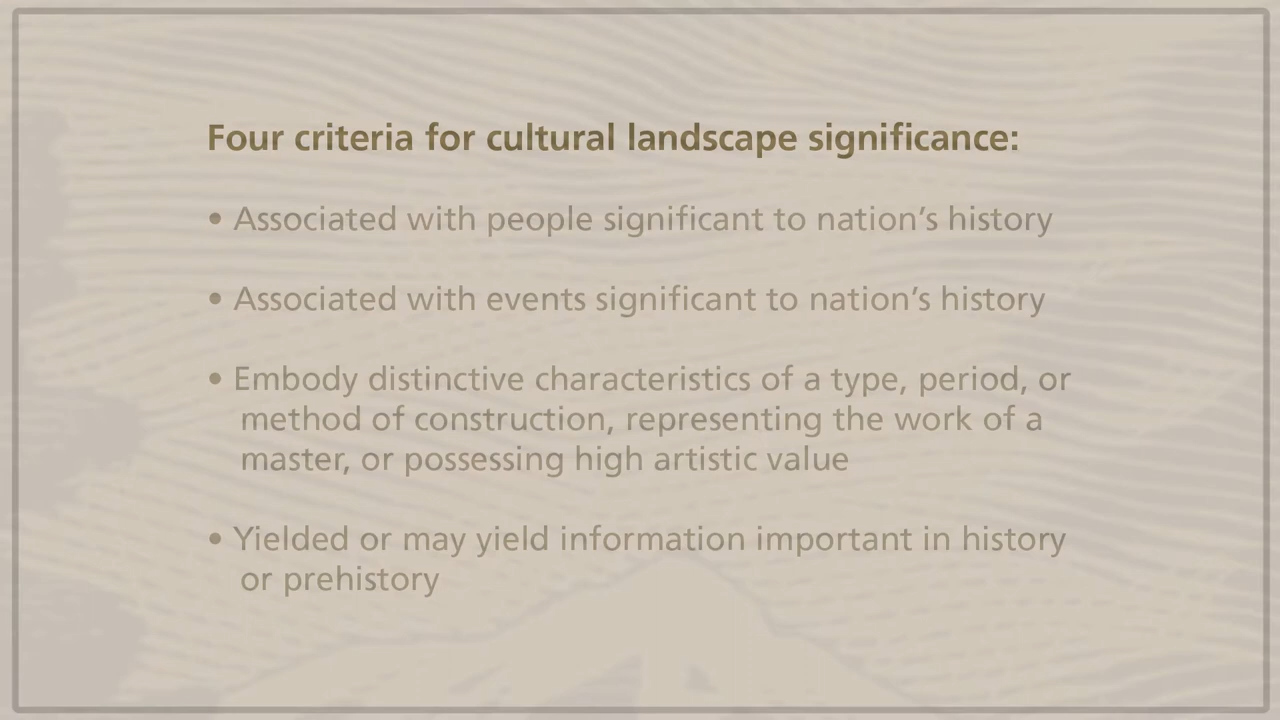 Four criteria for cultural landscape significance:
• Associated with people significant to nation’s history
• Associated with events significant to nation’s history
• Embody distinctive characteristics of a type, period, or
method of construction, representing the work of a
master, or possessing high artistic value
• Yielded or may yield information important in history
or prehistory